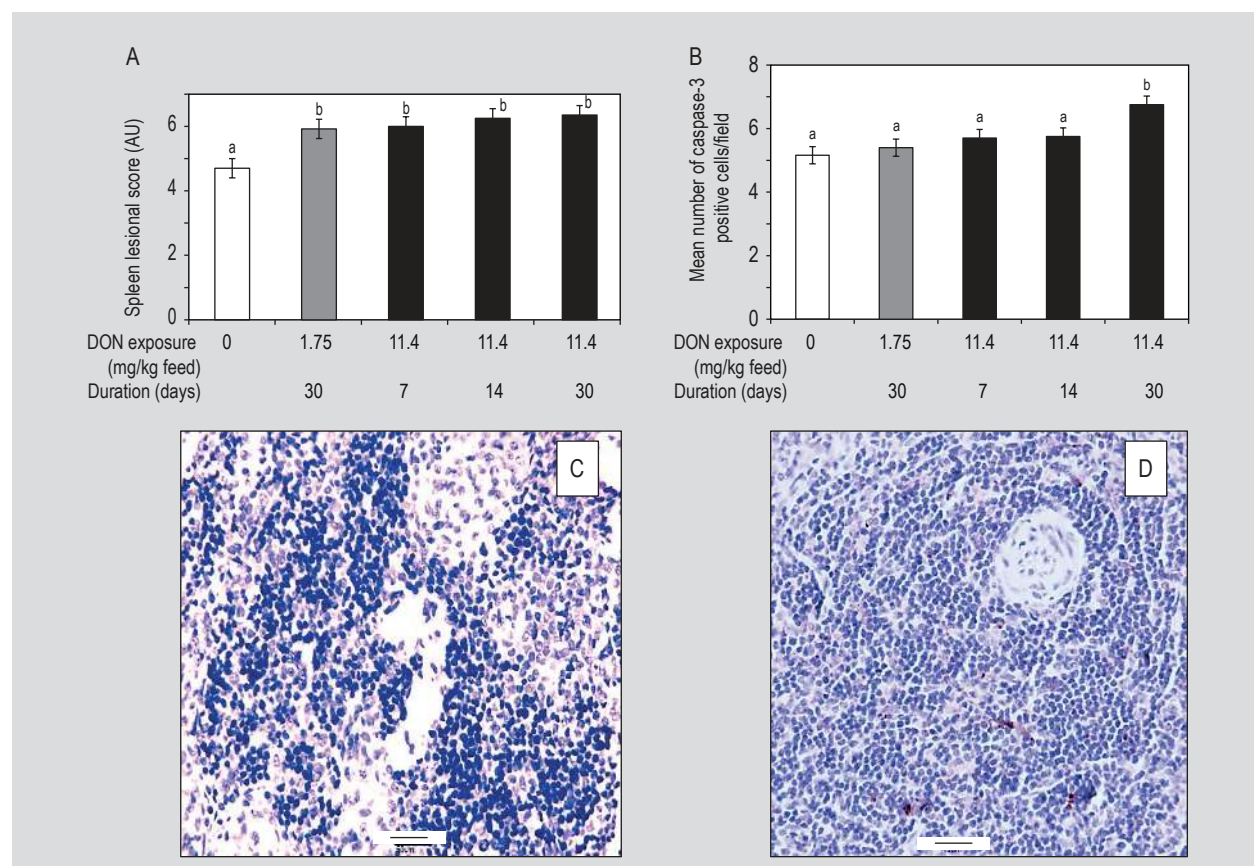 A
Spleen lesional score (AU)
6
4
2
0
a
b
b
b
b
DON exposure 0 1.75 11.4 11.4 11.4
(mg/kg feed)
Duration (days) 30 7 14 30
B
Mean number of caspase-3
positive cells/field
8
6
4
2
0
a
a
a
a
b
DON exposure 0 1.75 11.4 11.4 11.4
(mg/kg feed)
Duration (days) 30 7 14 30
C
D